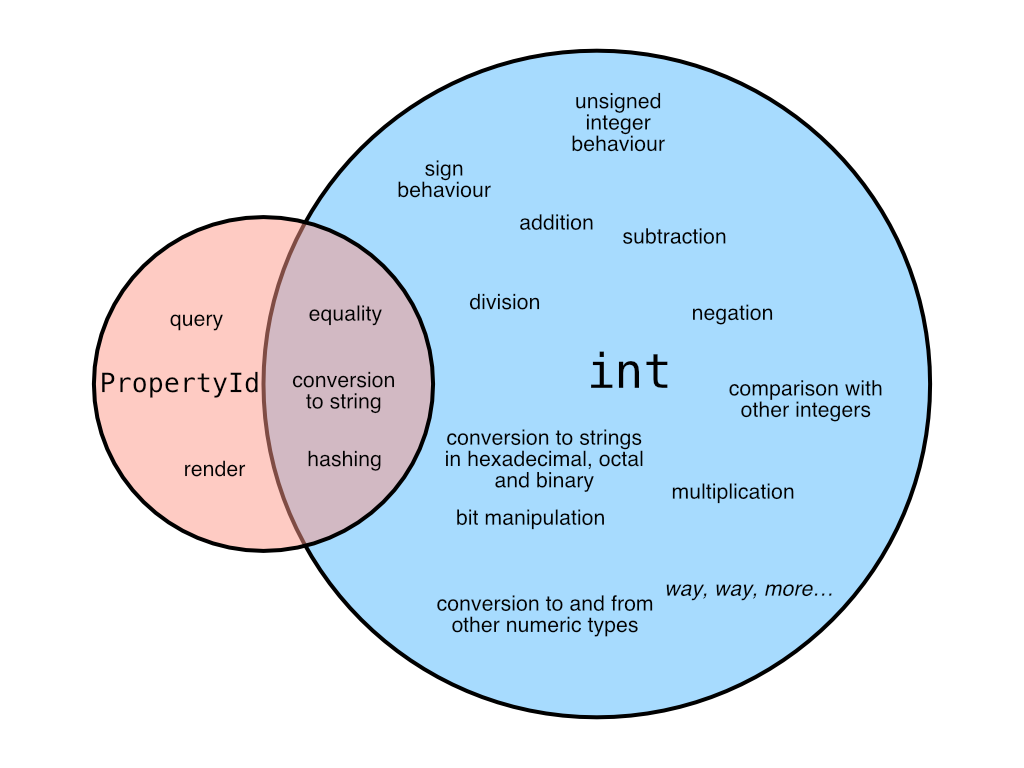 unsigned
integer
behaviour
sign
behaviour
addition
subtraction
division
negation
query
equality
int
PropertyId
conversion
to string
comparison with
other integers
conversion to strings
in hexadecimal, octal
and binary
hashing
render
multiplication
bit manipulation
way, way, more…
conversion to and from
other numeric types